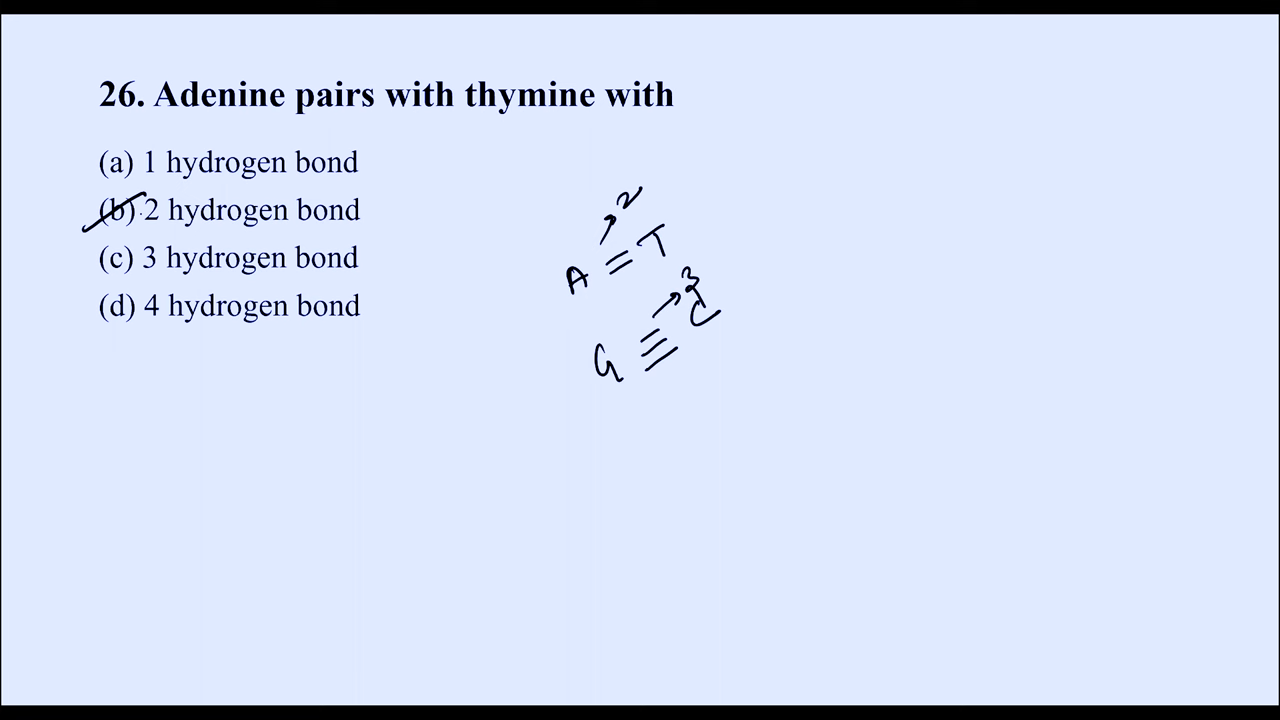 26. Adenine pairs with thymine with
(a) 1 hydrogen bond
(b) 2 hydrogen bond
(c) 3 hydrogen bond
(d) 4 hydrogen bond
→ 2
A = T
→ 3
G ≡ C